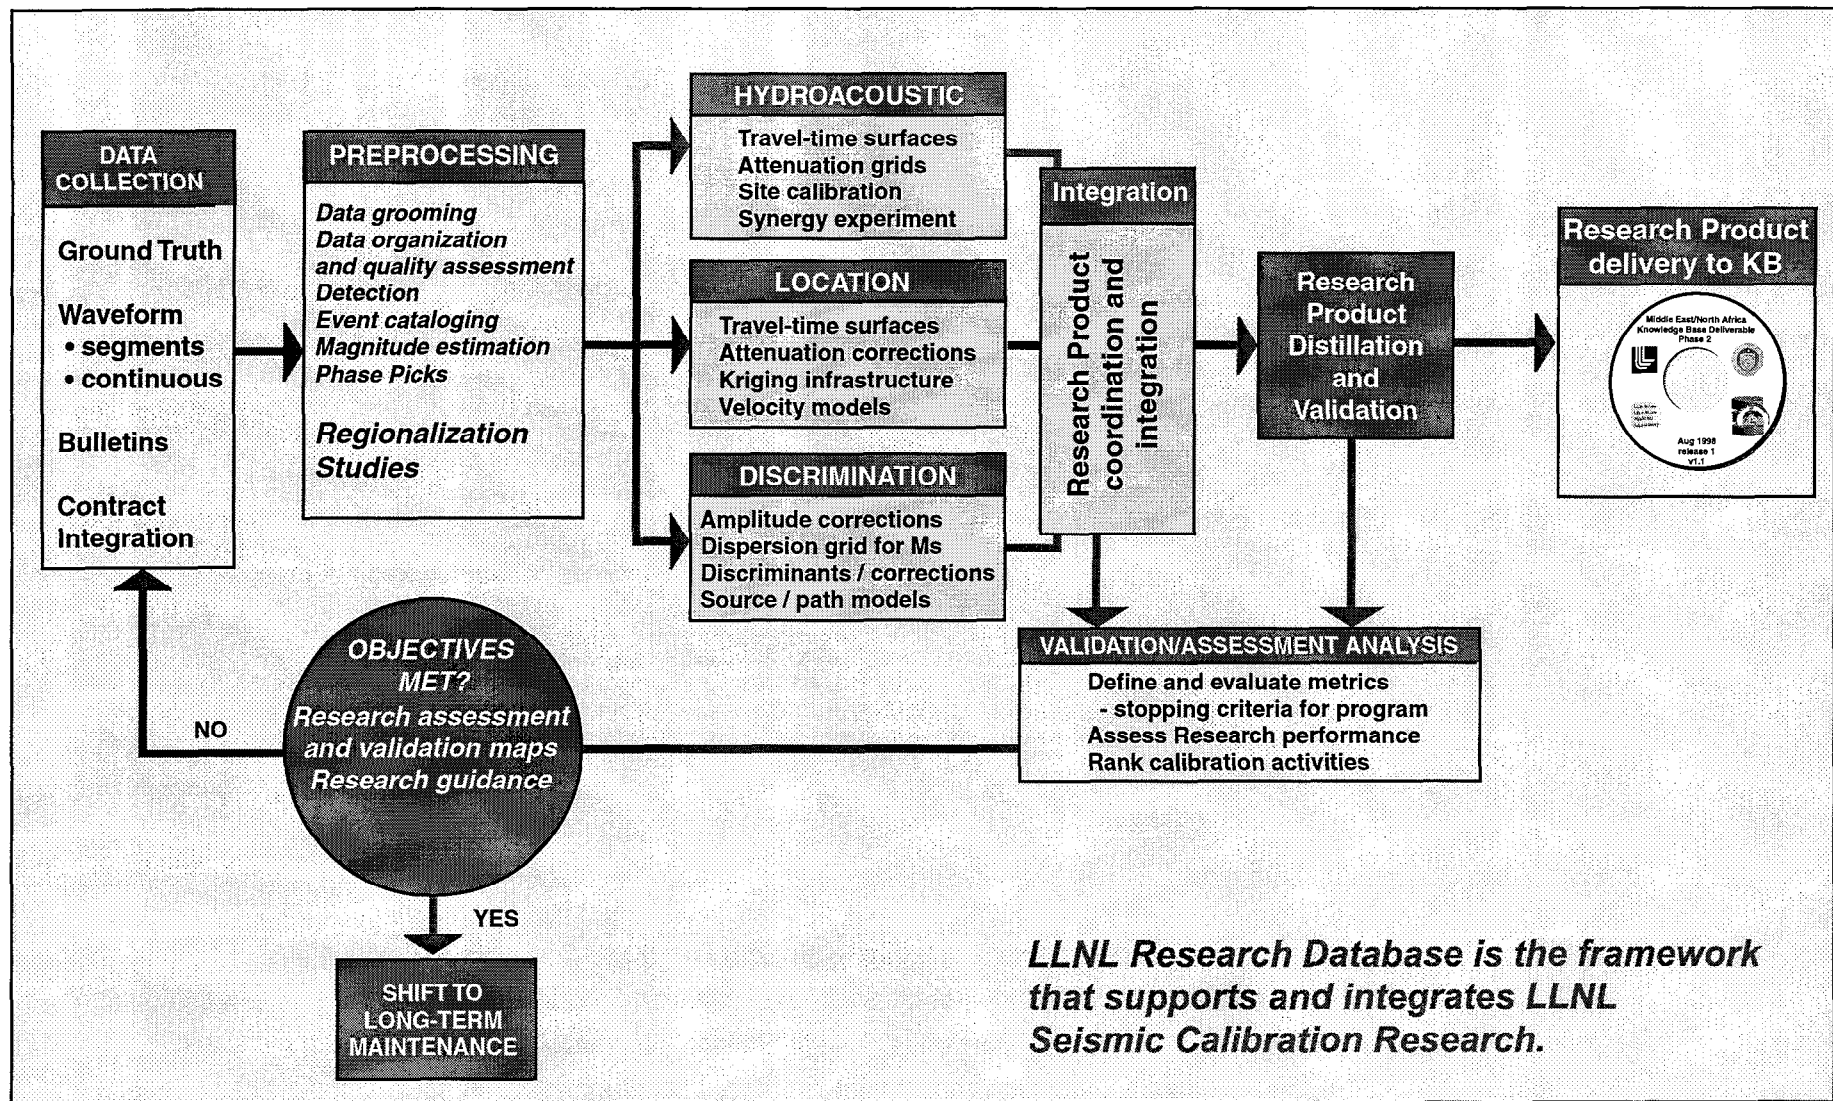 DATA
COLLECTION
Ground Truth
Waveform
• segments
• continuous
Bulletins
Contract
Integration
PREPROCESSING
Data grooming
Data organization
and quality assessment
Detection
Event cataloging
Magnitude estimation
Phase Picks
Regionalization
Studies
HYDROACOUSTIC
Travel-time surfaces
Attenuation grids
Site calibration
Synergy experiment
LOCATION
Travel-time surfaces
Attenuation corrections
Kriging infrastructure
Velocity models
DISCRIMINATION
Amplitude corrections
Dispersion grid for Ms
Discriminants / corrections
Source / path models
Integration
Research Product
coordination and
integration
Research
Product
Distillation
and
Validation
Research Product
delivery to KB
Middle East/North Africa
Knowledge Base Deliverable
Phase 2
Aug 1998
release 1
v1.1
VALIDATION/ASSESSMENT ANALYSIS
Define and evaluate metrics
- stopping criteria for program
Assess Research performance
Rank calibration activities
OBJECTIVES
MET?
Research assessment
and validation maps
Research guidance
NO
YES
SHIFT TO
LONG-TERM
MAINTENANCE
LLNL Research Database is the framework
that supports and integrates LLNL
Seismic Calibration Research.